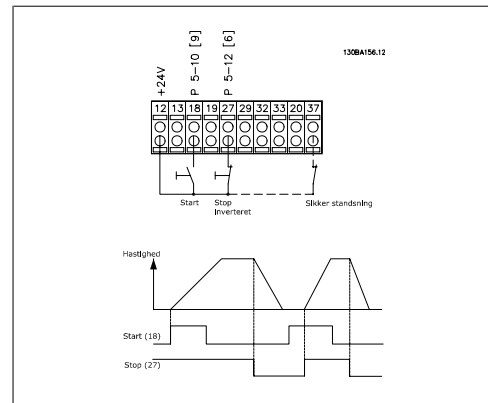 130BA156.12
+24V
P 5-10 [9]
P 5-12 [6]
12 13 18 19 27 29 32 33 20 37
Start
Stop
Inverteret
Sikker standsning
Hastighed
Start (18)
Stop (27)